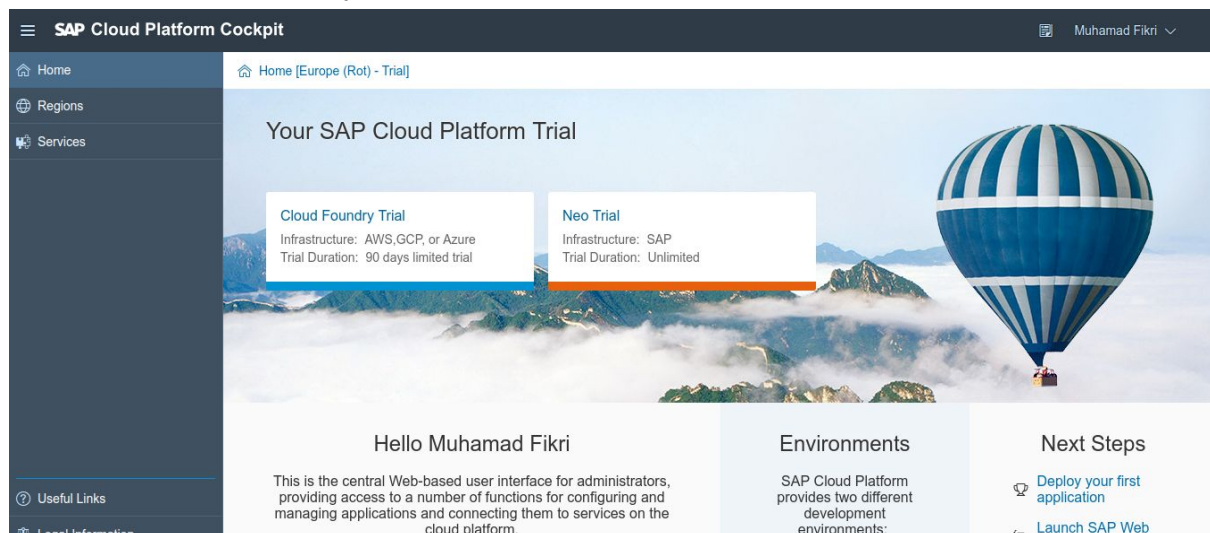 SAP Cloud Platform Cockpit
Muhamad Fikri
Home
Regions
Services
Useful Links
Legal Information
Home [Europe (Rot) - Trial]
Your SAP Cloud Platform Trial
Cloud Foundry Trial
Infrastructure: AWS,GCP, or Azure
Trial Duration: 90 days limited trial
Neo Trial
Infrastructure: SAP
Trial Duration: Unlimited
Hello Muhamad Fikri
This is the central Web-based user interface for administrators,
providing access to a number of functions for configuring and
managing applications and connecting them to services on the
cloud platform.
Environments
SAP Cloud Platform
provides two different
development
environments:
Next Steps
Deploy your first
application
Launch SAP Web